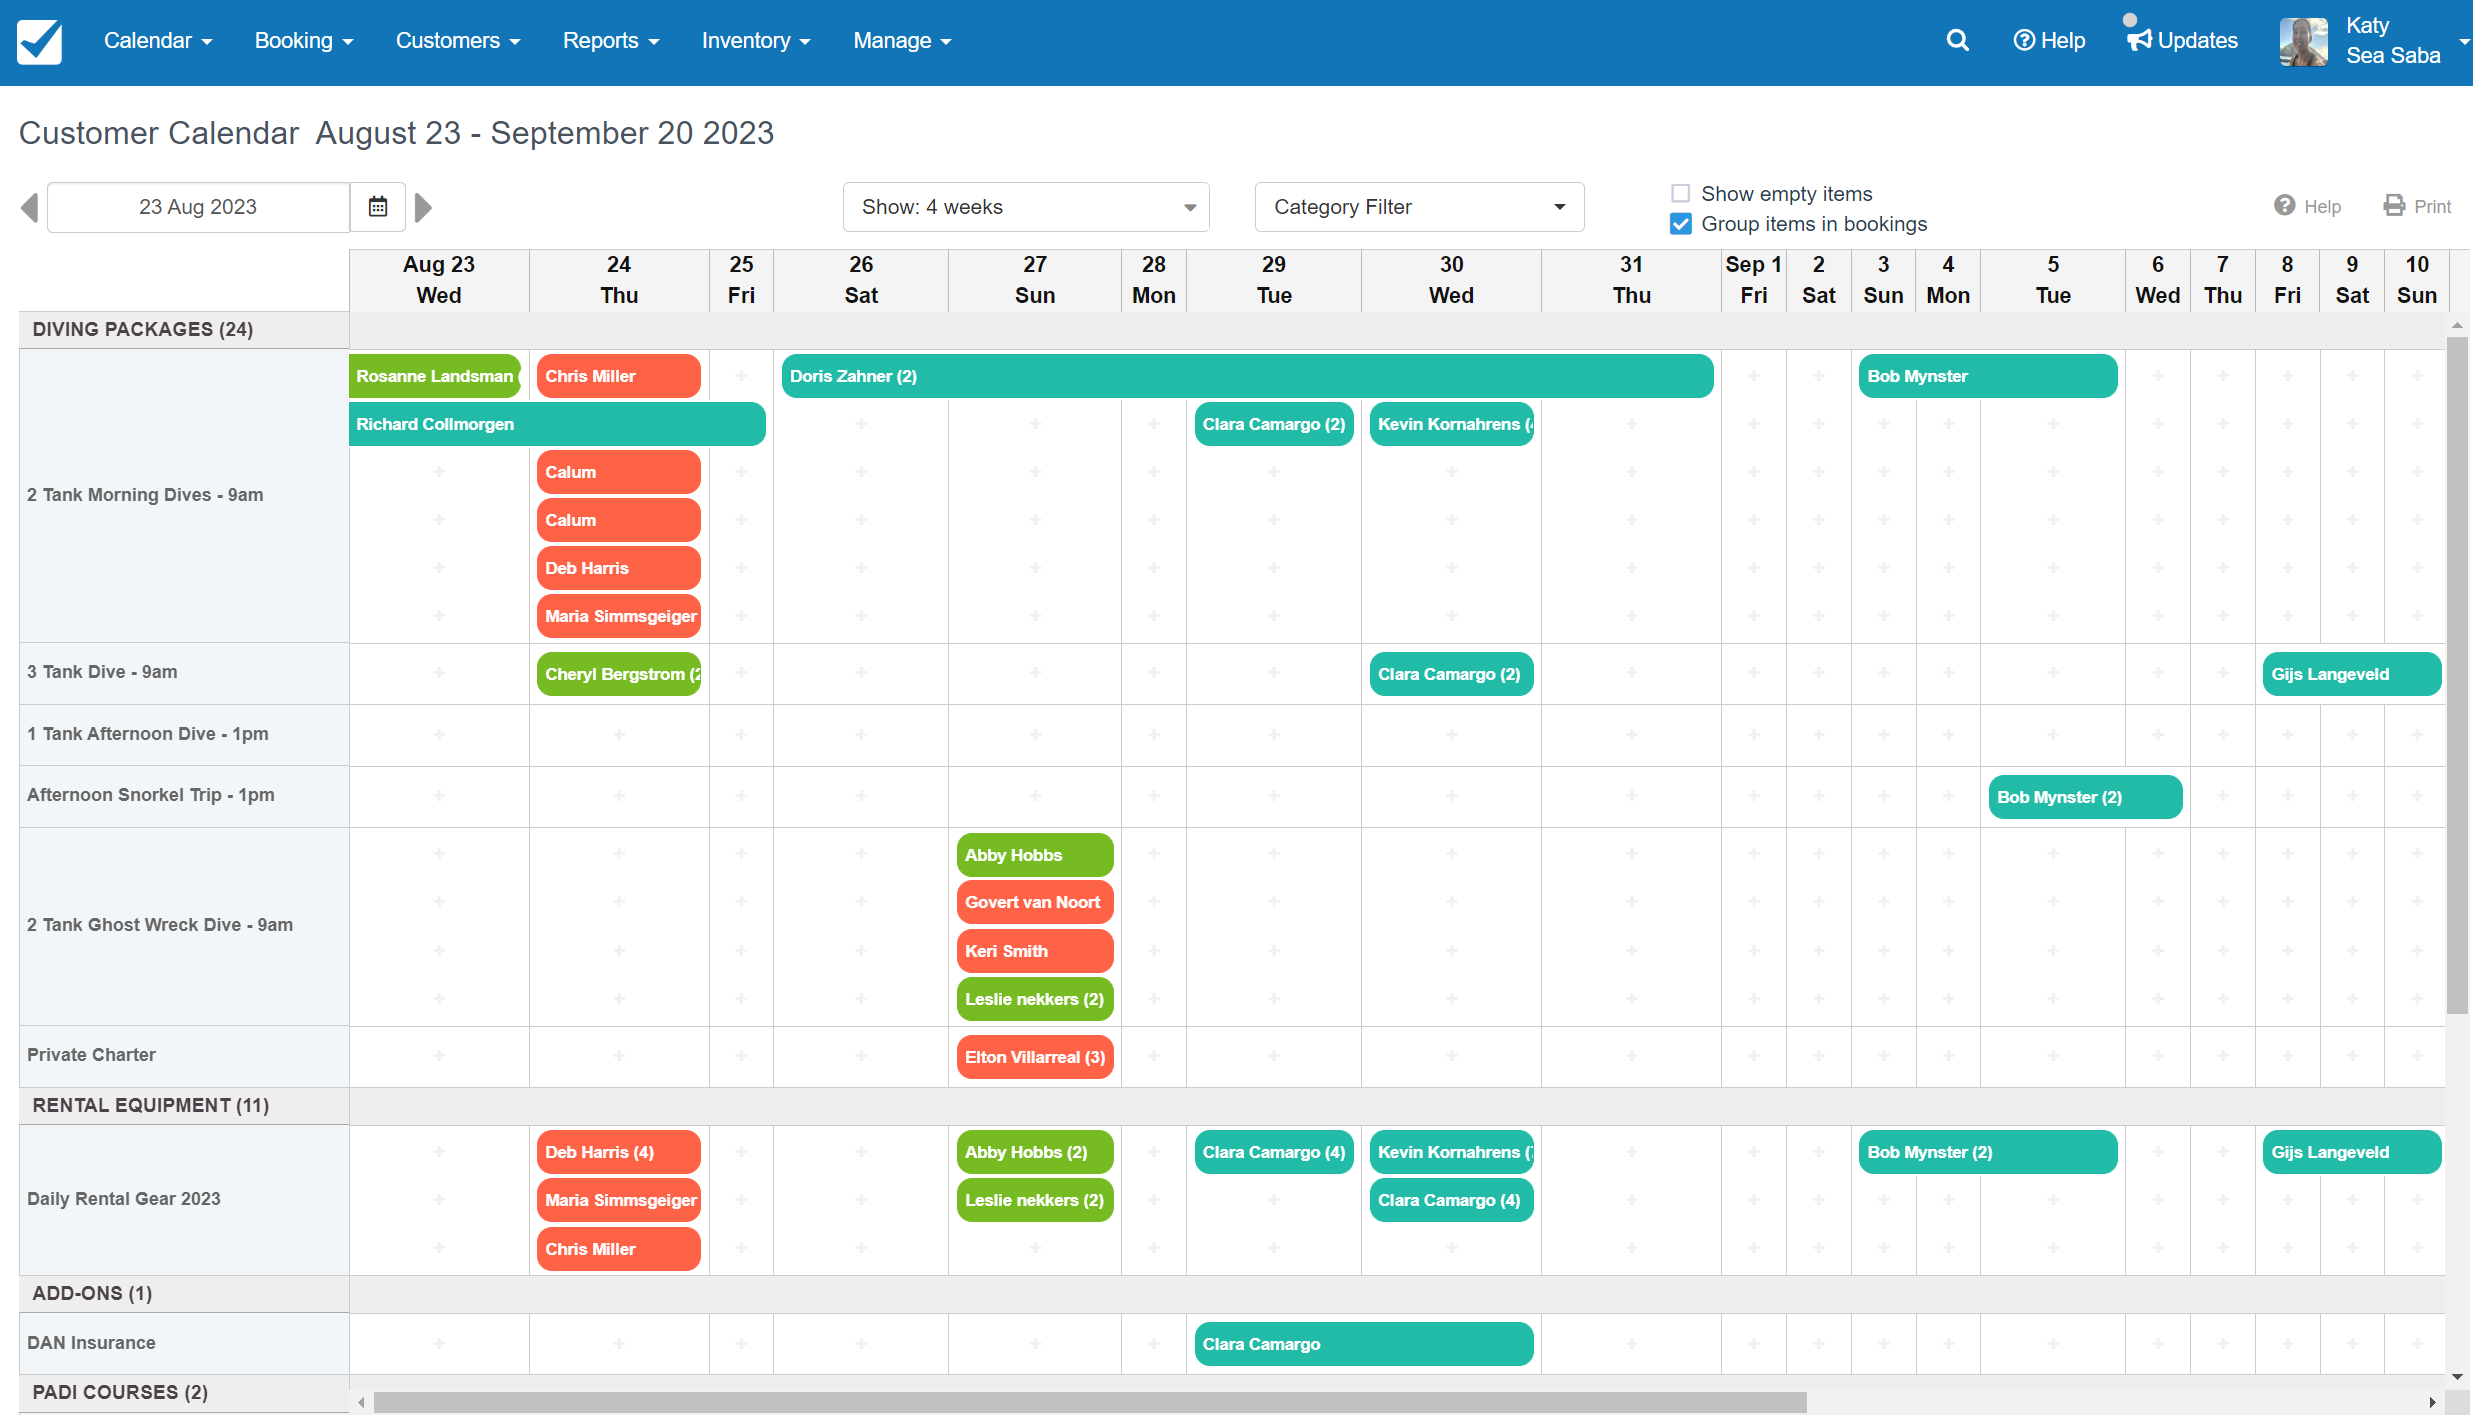 Calendar Booking Customers Reports Inventory Manage Help Updates Katy
Sea Saba
Customer Calendar August 23 - September 20 2023
23 Aug 2023 Show: 4 weeks Category Filter Show empty items
Group items in bookings
Help Print
Aug 23 24 25 26 27 28 29 30 31 Sep 1 2 3 4 5 6 7 8 9 10
Wed Thu Fri Sat Sun Mon Tue Wed Thu Fri Sat Sun Mon Tue Wed Thu Fri Sat Sun
DIVING PACKAGES (24)
Rosanne Landsman Chris Miller Doris Zahner (2) Bob Mynster
Richard Collmorgen Clara Camargo (2) Kevin Kornahrens
Calum
2 Tank Morning Dives - 9am
Calum
Deb Harris
Maria Simmsgeiger
3 Tank Dive - 9am Cheryl Bergstrom Clara Camargo (2) Gijs Langeveld
1 Tank Afternoon Dive - 1pm
Afternoon Snorkel Trip - 1pm Bob Mynster (2)
Abby Hobbs
Govert van Noort
2 Tank Ghost Wreck Dive - 9am
Keri Smith
Leslie nekkers (2)
Private Charter Elton Villarreal (3)
RENTAL EQUIPMENT (11)
Deb Harris (4) Abby Hobbs (2) Clara Camargo (4) Kevin Kornahrens Bob Mynster (2) Gijs Langeveld
Daily Rental Gear 2023 Maria Simmsgeiger Leslie nekkers (2) Clara Camargo (4)
Chris Miller
ADD-ONS (1)
DAN Insurance Clara Camargo
PADI COURSES (2)